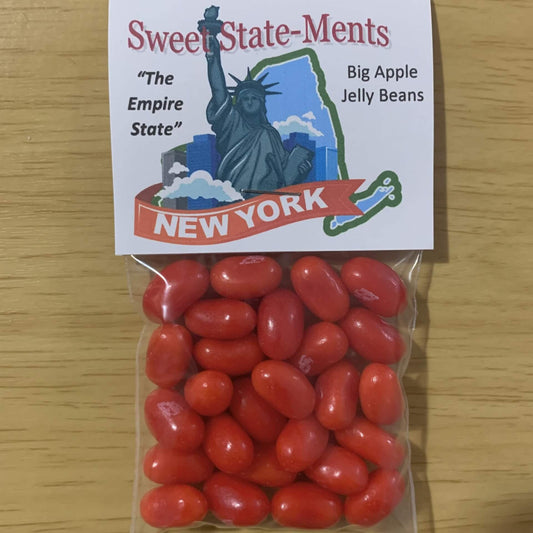 Sweet State-Ments
“The
Empire
State”
Big Apple
Jelly Beans
NEW YORK